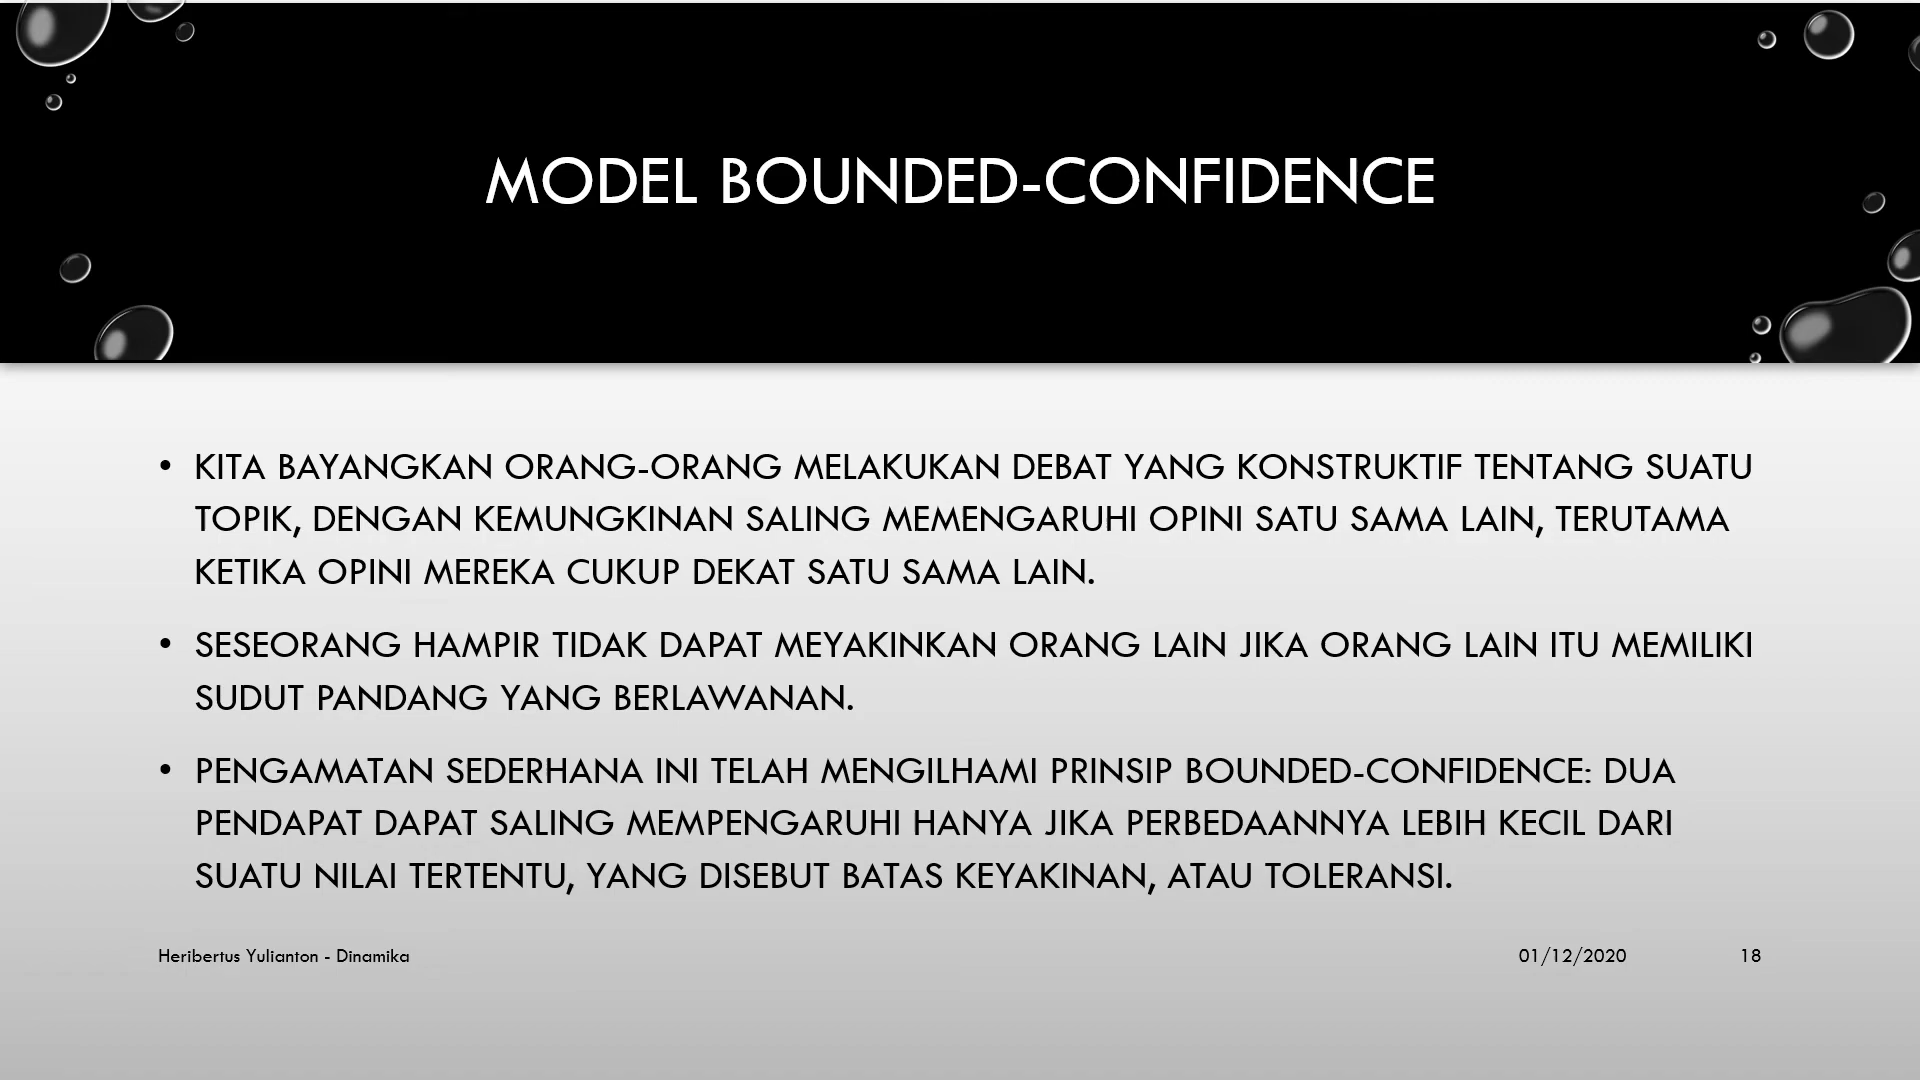 MODEL BOUNDED-CONFIDENCE
• KITA BAYANGKAN ORANG-ORANG MELAKUKAN DEBAT YANG KONSTRUKTIF TENTANG SUATU
TOPIK, DENGAN KEMUNGKINAN SALING MEMENGARUHI OPINI SATU SAMA LAIN, TERUTAMA
KETIKA OPINI MEREKA CUKUP DEKAT SATU SAMA LAIN.
• SESEORANG HAMPIR TIDAK DAPAT MEYAKINKAN ORANG LAIN JIKA ORANG LAIN ITU MEMILIKI
SUDUT PANDANG YANG BERLAWANAN.
• PENGAMATAN SEDERHANA INI TELAH MENGILHAMI PRINSIP BOUNDED-CONFIDENCE: DUA
PENDAPAT DAPAT SALING MEMPENGARUHI HANYA JIKA PERBEDAANNYA LEBIH KECIL DARI
SUATU NILAI TERTENTU, YANG DISEBUT BATAS KEYAKINAN, ATAU TOLERANSI.
Heribertus Yulianton - Dinamika 01/12/2020 18